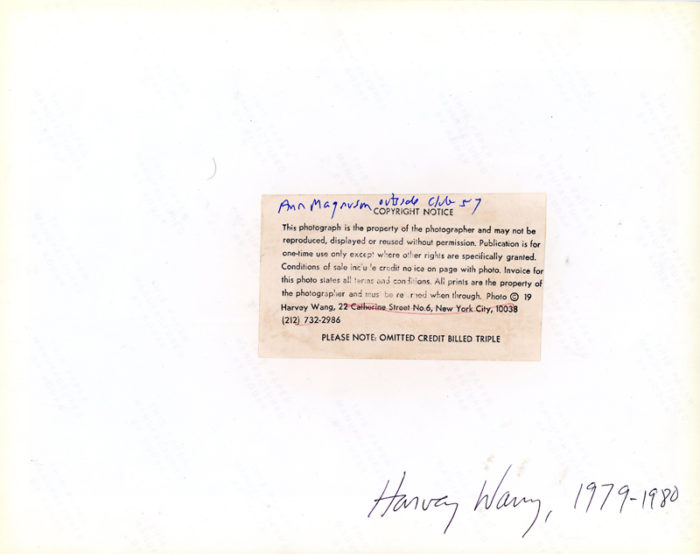 Ann Magnuson outside Club 57
COPYRIGHT NOTICE
This photograph is the property of the photographer and may not be
reproduced, displayed or reused without permission. Publication is for
one-time use only except where other rights are specifically granted.
Conditions of sale include credit notice on page with photo. Invoice for
this photo states all terms and conditions. All prints are the property of
the photographer and must be returned when through. Photo © 19
Harvey Wang, 22 Catherine Street No.6, New York City, 10038
(212) 732-2986
PLEASE NOTE: OMITTED CREDIT BILLED TRIPLE
Harvey Wang, 1979-1980